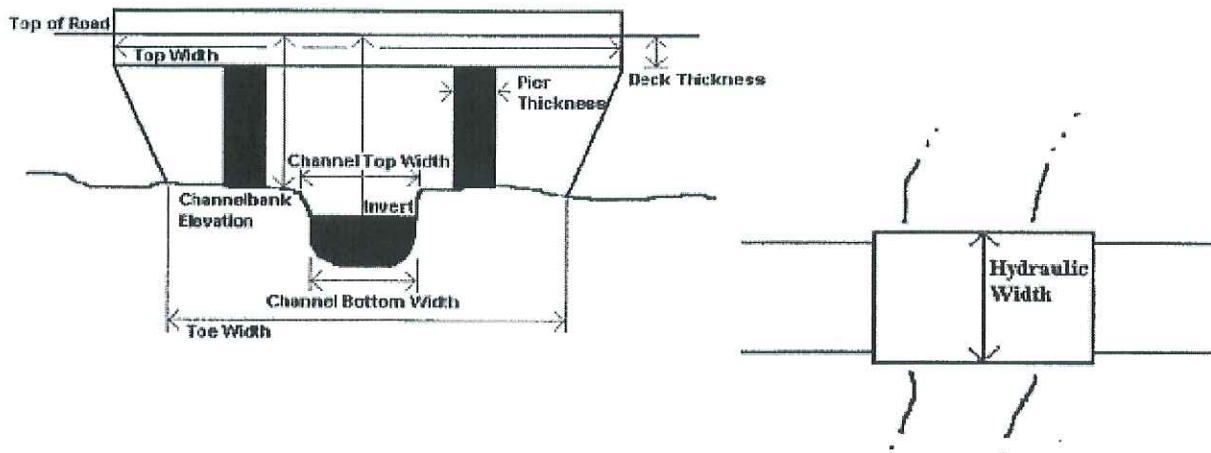 Top of Road
Top Width
Deck Thickness
Pier
Thickness
Channel Top Width
Channelbank
Elevation
Invert
Channel Bottom Width
Toe Width
Hydraulic
Width